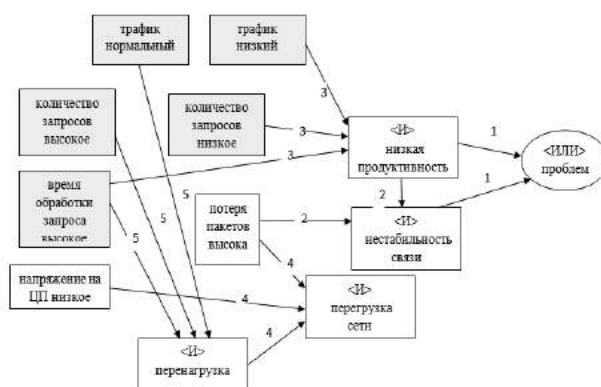 трафик
нормальный
трафик
низкий
количество
запросов
высокое
количество
запросов
низкое
3
3
<И>
низкая
продуктивность
1
<ИЛИ>
проблем
время
обработки
запроса
высокое
3
5
5
5
потеря
пакетов
высока
2
2
1
<И>
нестабильность
связи
напряжение на
ЦП низкое
4
4
<И>
перегрузка
сети
4
<И>
перенагрузка